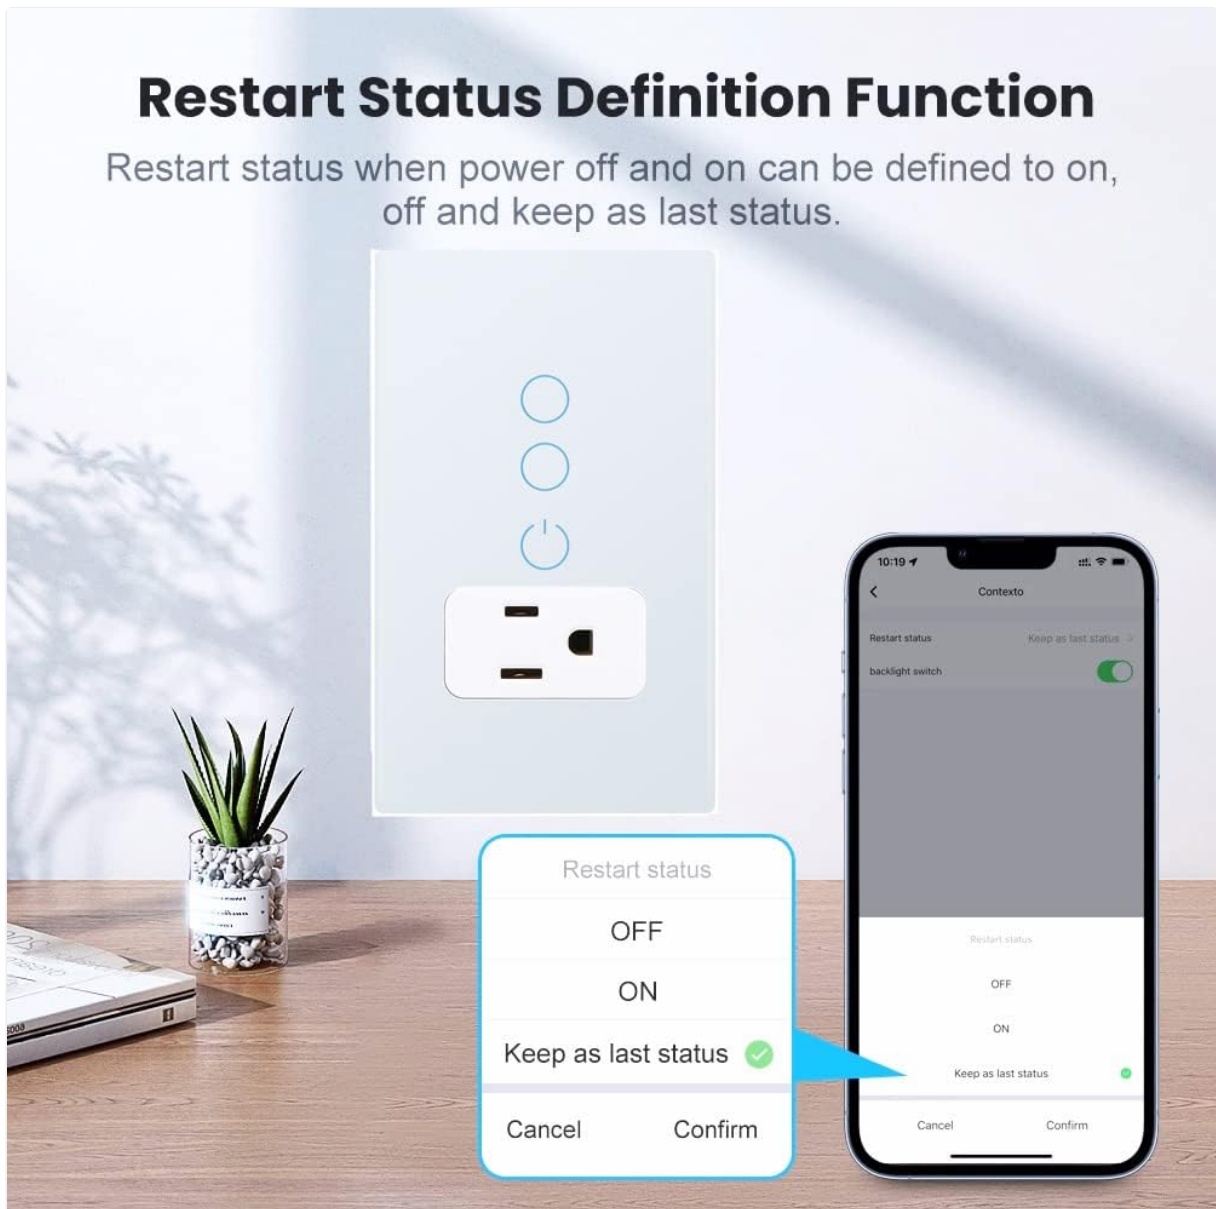 Restart Status Definition Function
Restart status when power off and on can be defined to on,
off and keep as last status.
10:19
Contexto
Restart status
Keep as last status
backlight switch
Restart status
OFF
ON
Keep as last status
Cancel
Confirm
Restart status
OFF
ON
Keep as last status
Cancel
Confirm